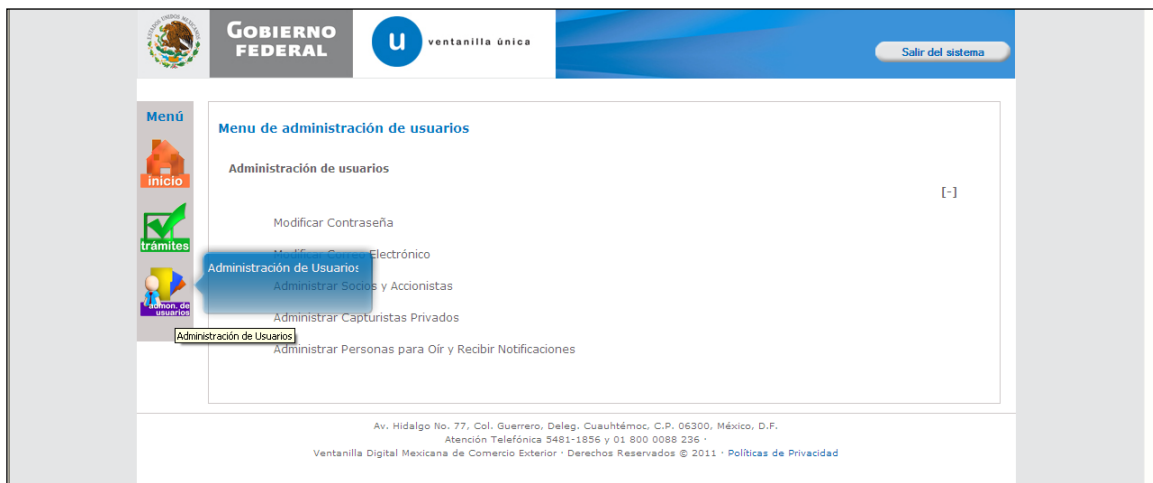 ESTADOS UNIDOS MEXICANOS
GOBIERNO
FEDERAL
u
ventanilla única
Salir del sistema
Menú
inicio
trámites
admon. de
usuarios
Menu de administración de usuarios
Administración de usuarios
[-]
Modificar Contraseña
Modificar Correo Electrónico
Administración de Usuarios
Administrar Socios y Accionistas
Administrar Capturistas Privados
Administración de Usuarios
Administrar Personas para Oír y Recibir Notificaciones
Av. Hidalgo No. 77, Col. Guerrero, Deleg. Cuauhtémoc, C.P. 06300, México, D.F.
Atención Telefónica 5481-1856 y 01 800 0088 236 ·
Ventanilla Digital Mexicana de Comercio Exterior · Derechos Reservados © 2011 · Políticas de Privacidad